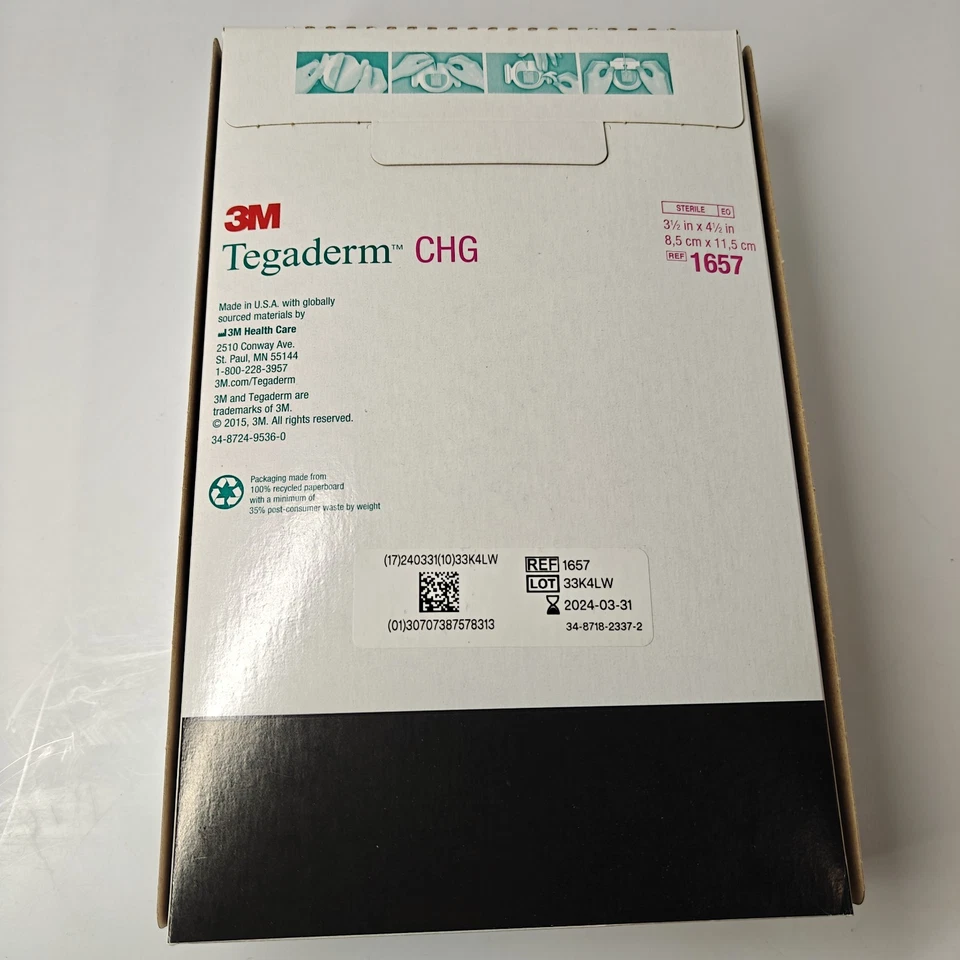 3M
Tegaderm™ CHG
STERILE EO
3½ in x 4½ in
8,5 cm x 11,5 cm
REF 1657
Made in U.S.A. with globally
sourced materials by
3M Health Care
2510 Conway Ave.
St. Paul, MN 55144
1-800-228-3957
3M.com/Tegaderm
3M and Tegaderm are
trademarks of 3M.
© 2015, 3M. All rights reserved.
34-8724-9536-0
Packaging made from
100% recycled paperboard
with a minimum of
35% post-consumer waste by weight
(17)240331(10)33K4LW
(01)30707387578313
REF 1657
LOT 33K4LW
2024-03-31
34-8718-2337-2